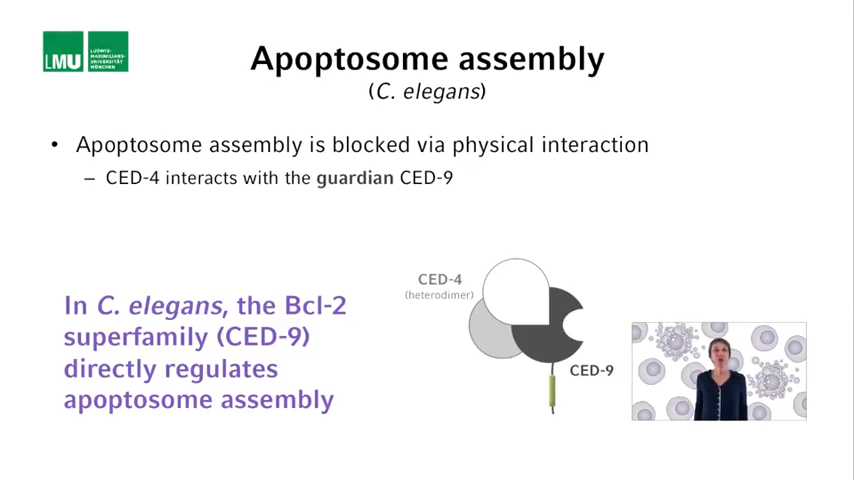 LMU
LUDWIG-
MAXIMILIANS-
UNIVERSITÄT
MÜNCHEN
Apoptosome assembly
(C. elegans)
• Apoptosome assembly is blocked via physical interaction
– CED-4 interacts with the guardian CED-9
In C. elegans, the Bcl-2
superfamily (CED-9)
directly regulates
apoptosome assembly
CED-4
(heterodimer)
CED-9